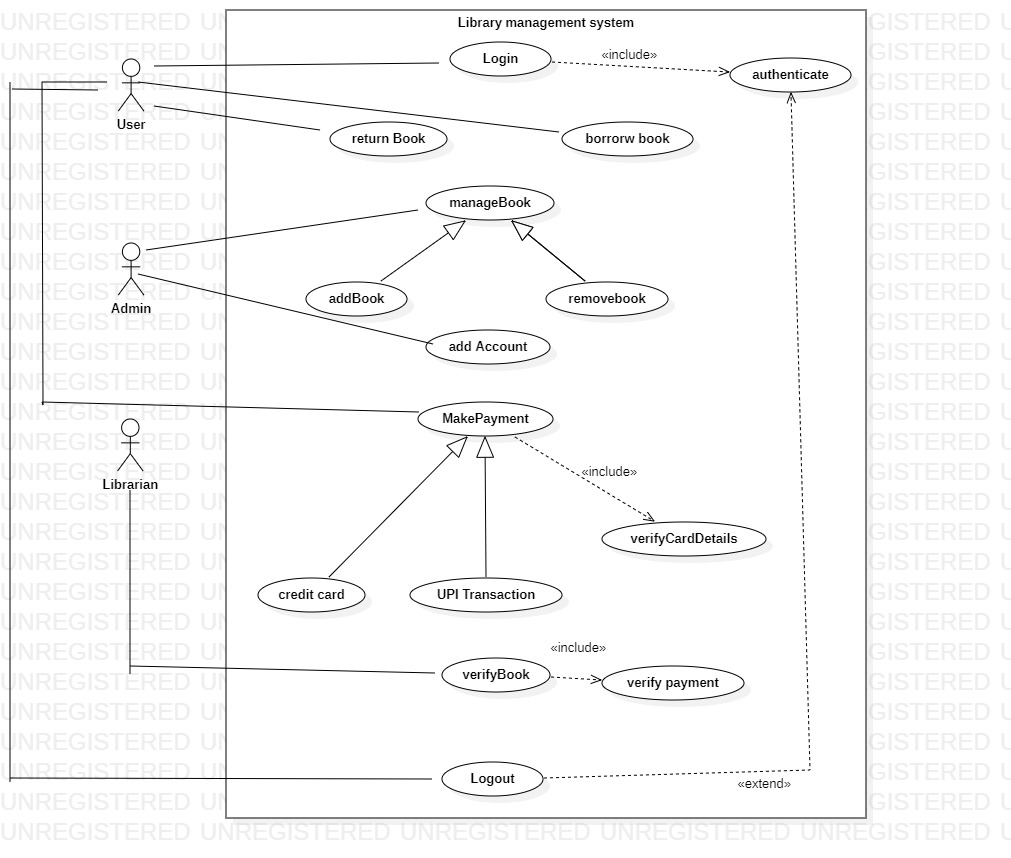 Library management system
Login
«include»
authenticate
User
return Book
borrorw book
manageBook
Admin
addBook
removebook
add Account
MakePayment
Librarian
«include»
verifyCardDetails
credit card
UPI Transaction
«include»
verifyBook
verify payment
Logout
«extend»
UNREGISTERED UNREGISTERED UNREGISTERED UNREGISTERED UNREGISTERED